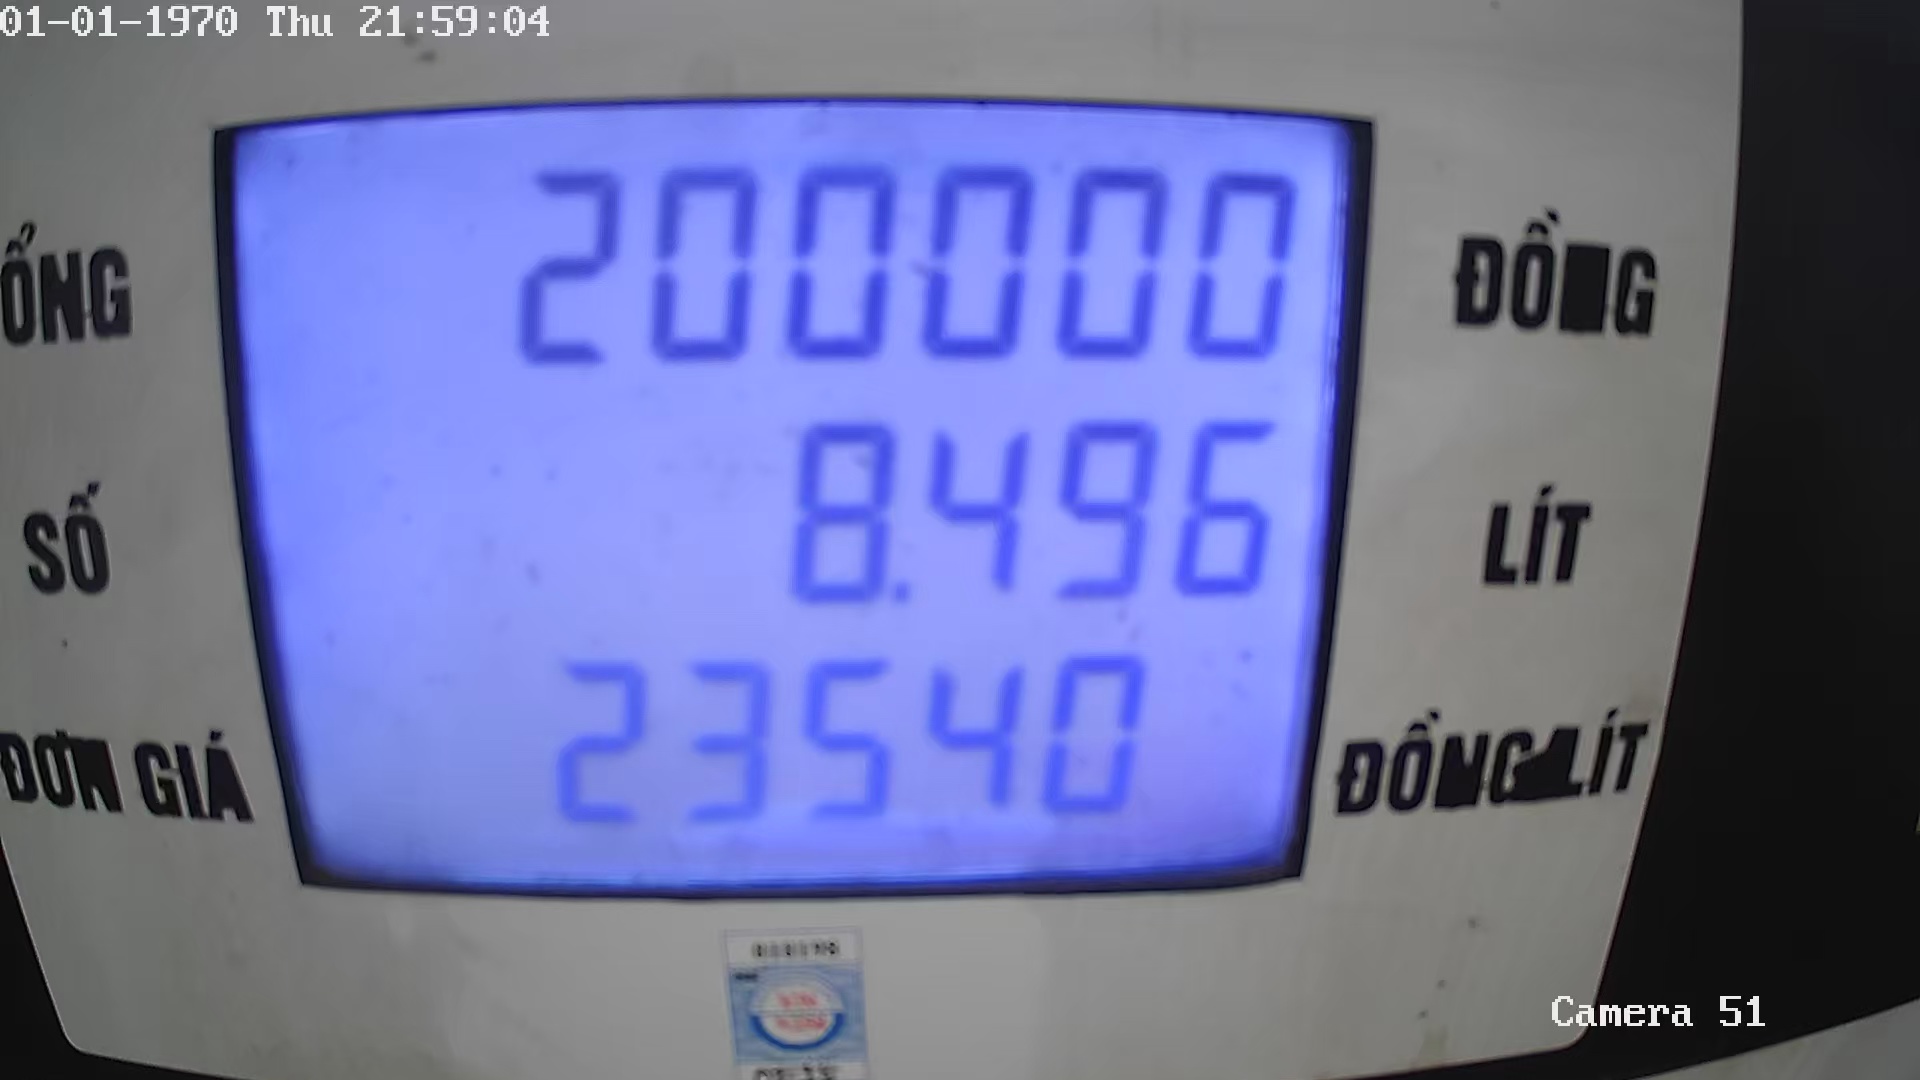 01-01-1970 Thu 21:59:04
ỔNG 200000 ĐỒNG
SỐ 8.496 LÍT
ĐƠN GIÁ 23540 ĐỒNG/LÍT
Camera 51